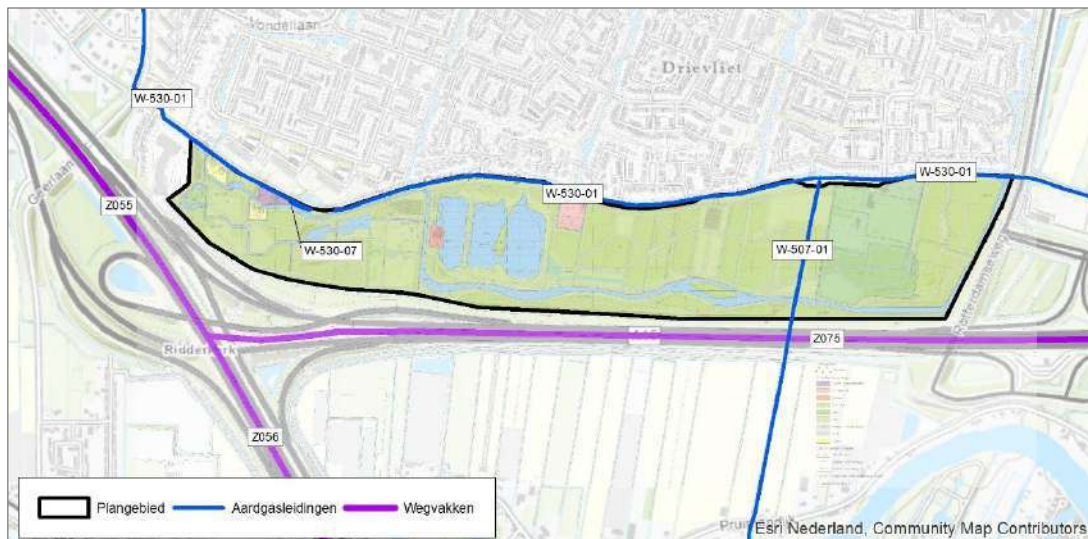 Vondellaan
Drievliet
W-530-01
W-530-01
W-530-01
W-530-07
W-507-01
Z055
Z075
Z056
Plangebied
Aardgasleidingen
Wegvakken
Esri Nederland, Community Map Contributors